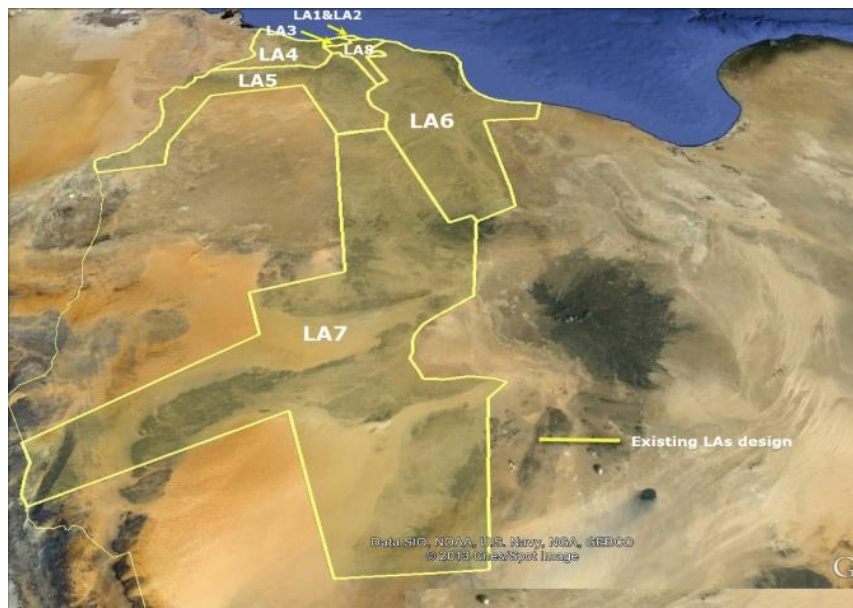 LA1&LA2
LA3
LA8
LA4
LA5
LA6
LA7
Existing LAs design
Data SIO, NOAA, U.S. Navy, NGA, GEBCO
© 2013 Cnes/Spot Image
G